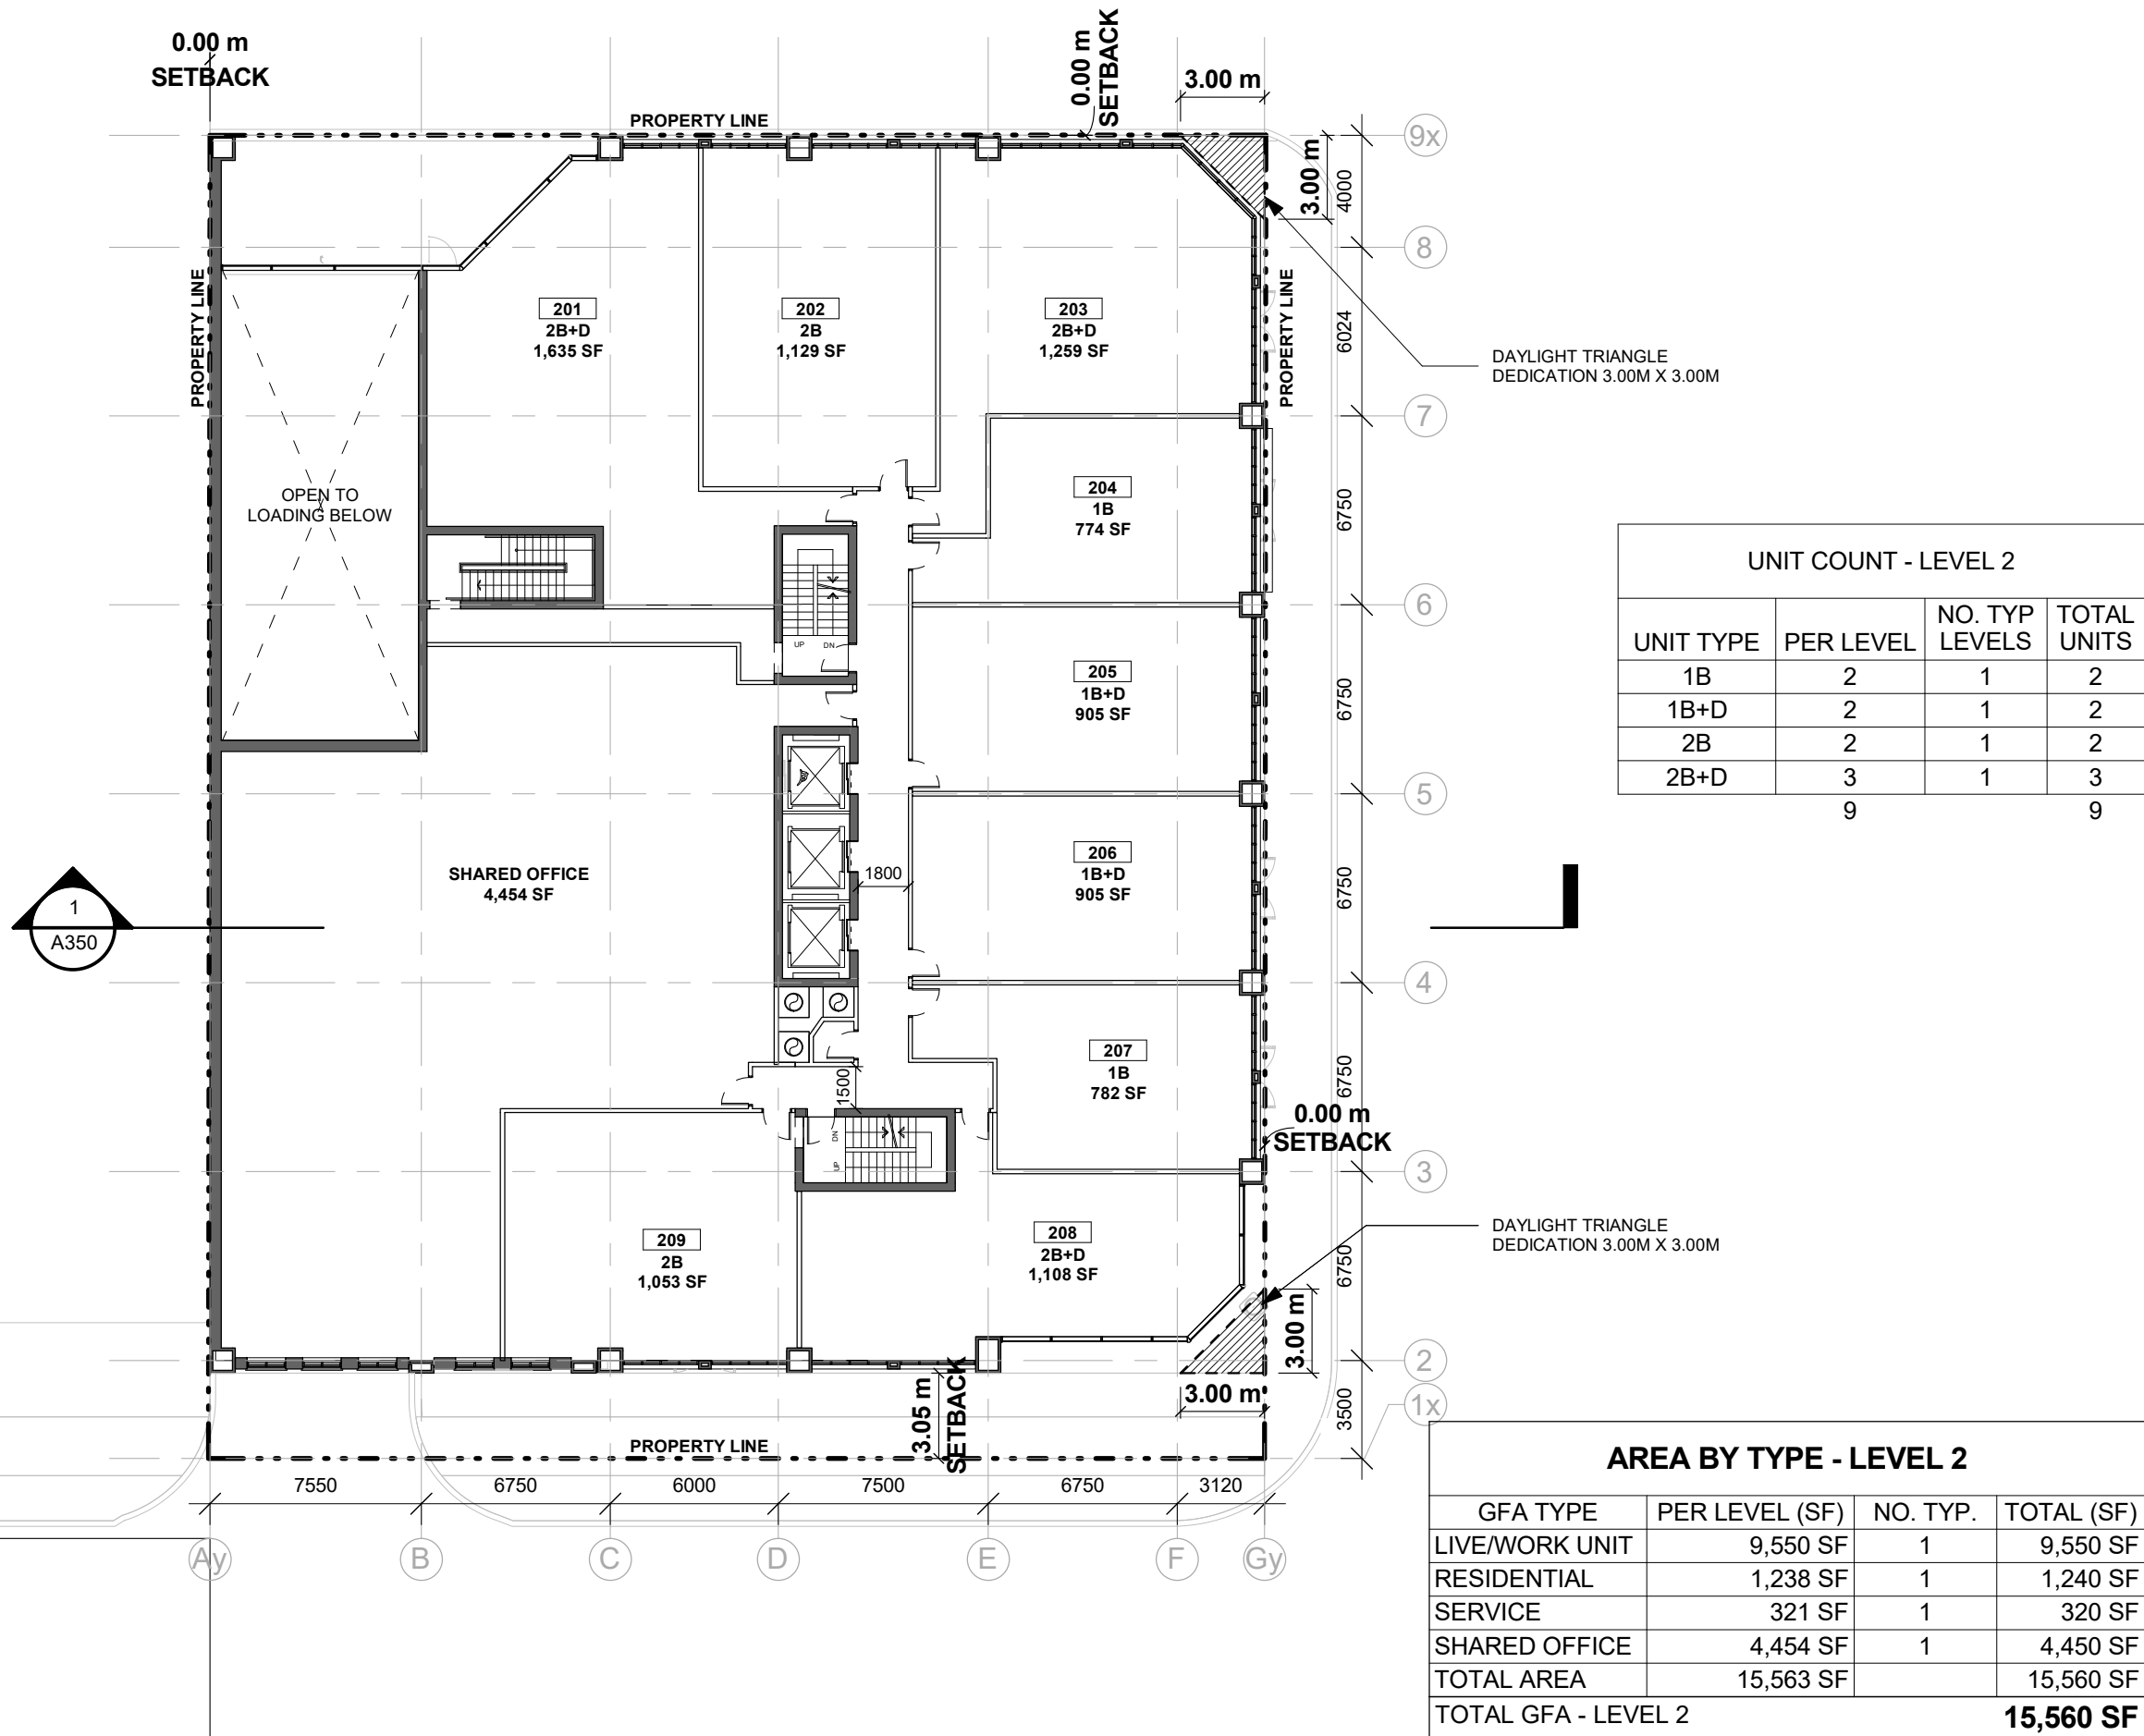 0.00 m
SETBACK
0.00 m
SETBACK
3.00 m
PROPERTY LINE
9x
3.00 m
4000
8
PROPERTY LINE
201
2B+D
1,635 SF
202
2B
1,129 SF
203
2B+D
1,259 SF
PROPERTY LINE
6024
DAYLIGHT TRIANGLE
DEDICATION 3.00M X 3.00M
7
OPEN TO
LOADING BELOW
204
1B
774 SF
6750
UNIT COUNT - LEVEL 2
UNIT TYPE PER LEVEL NO. TYP LEVELS TOTAL UNITS
1B 2 1 2
1B+D 2 1 2
2B 2 1 2
2B+D 3 1 3
9 9
6
UP DN
205
1B+D
905 SF
6750
5
SHARED OFFICE
4,454 SF
1800
206
1B+D
905 SF
6750
1
A350
4
207
1B
782 SF
6750
1500
0.00 m
SETBACK
DN
UP
3
209
2B
1,053 SF
208
2B+D
1,108 SF
6750
DAYLIGHT TRIANGLE
DEDICATION 3.00M X 3.00M
3.00 m
2
3.05 m
SETBACK
3.00 m
3500
1x
PROPERTY LINE
7550 6750 6000 7500 6750 3120
Ay B C D E F Gy
AREA BY TYPE - LEVEL 2
GFA TYPE PER LEVEL (SF) NO. TYP. TOTAL (SF)
LIVE/WORK UNIT 9,550 SF 1 9,550 SF
RESIDENTIAL 1,238 SF 1 1,240 SF
SERVICE 321 SF 1 320 SF
SHARED OFFICE 4,454 SF 1 4,450 SF
TOTAL AREA 15,563 SF 15,560 SF
TOTAL GFA - LEVEL 2 15,560 SF